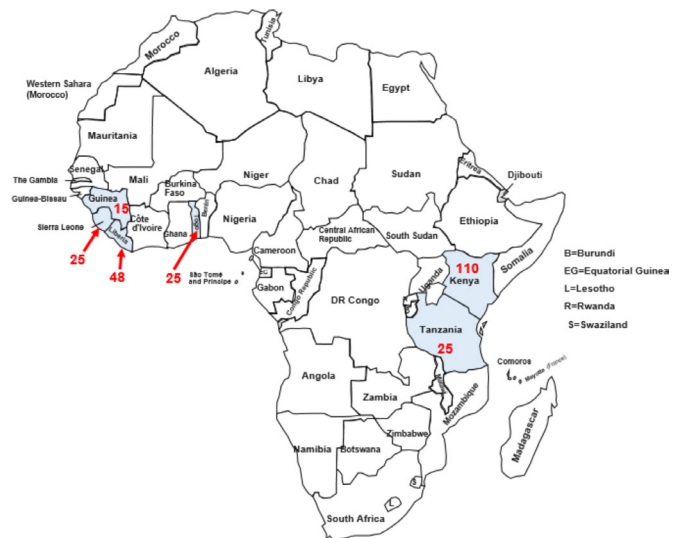 Tunisia
Morocco
Algeria
Libya
Egypt
Western Sahara
(Morocco)
Mauritania
Mali
Niger
Chad
Sudan
Eritrea
Djibouti
Senegal
The Gambia
Guinea-Bissau
Guinea
15
Sierra Leone
Liberia
Côte
d'Ivoire
Burkina
Faso
Ghana
Togo
Benin
Nigeria
25
48
25
São Tomé
and Principe
Cameroon
Central African
Republic
South Sudan
Ethiopia
Somalia
EG
Gabon
Congo Republic
DR Congo
Uganda
110
Kenya
Tanzania
25
B=Burundi
EG=Equatorial Guinea
L=Lesotho
R=Rwanda
S=Swaziland
Comoros
Mayotte (France)
Angola
Zambia
Mozambique
Madagascar
Zimbabwe
Namibia
Botswana
S
L
South Africa